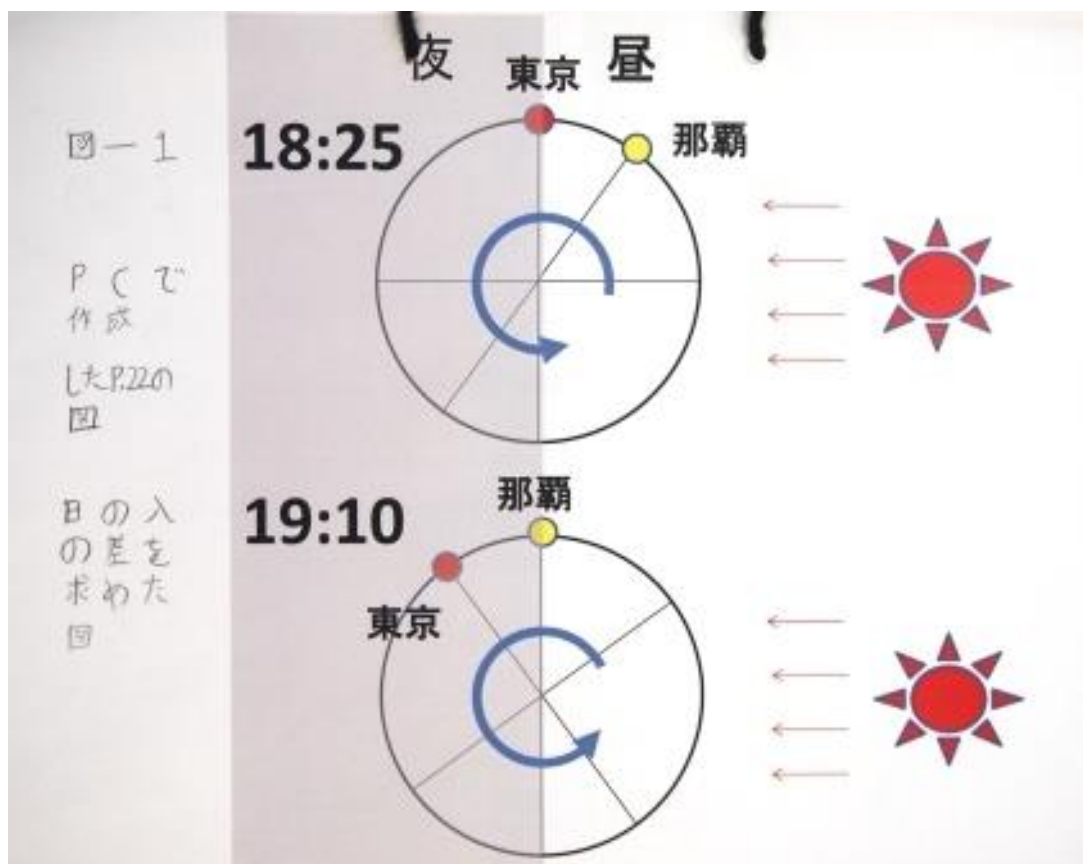 夜 昼
東京
18:25
那覇
図ー1
PCで
作成
したP.22の
図
那覇
19:10
日の入
の差を
求めた
図
東京